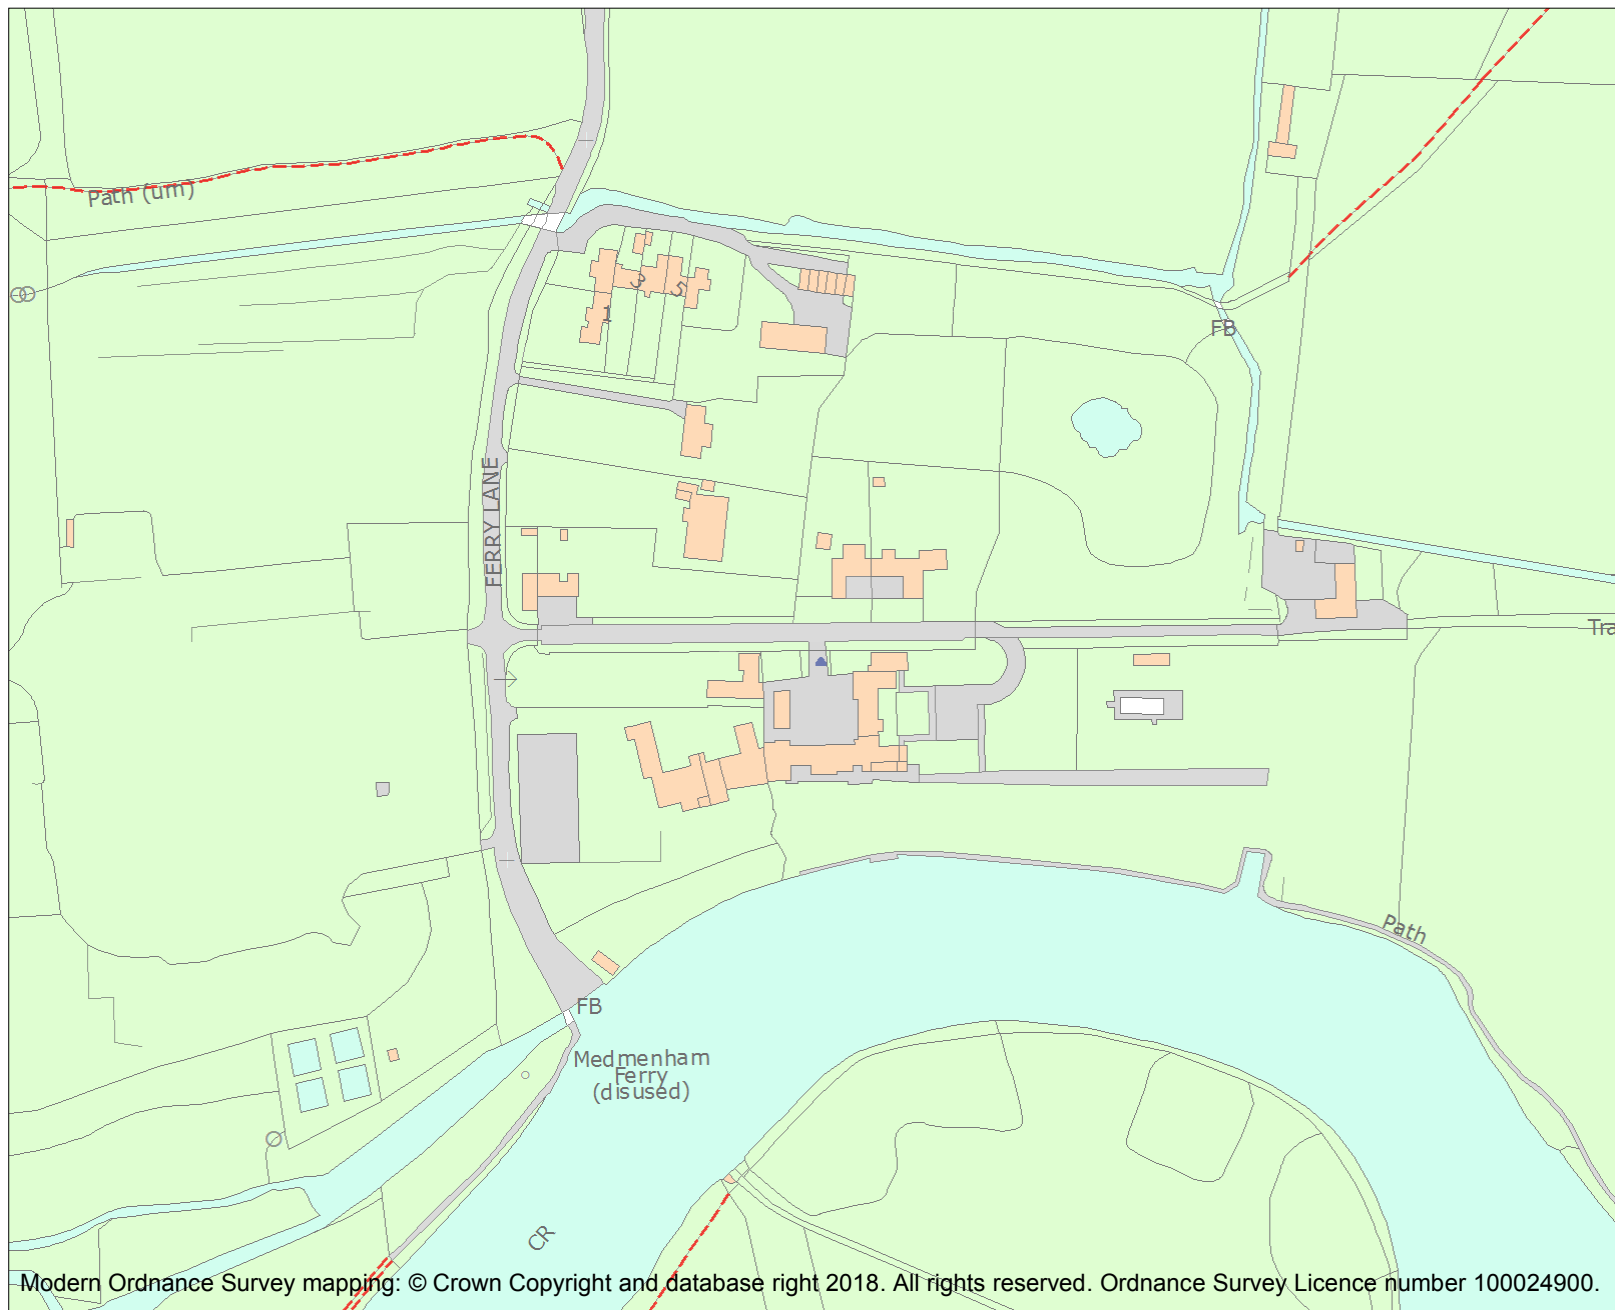 Path (um)
3
5
1
FB
FERRY LANE
Tra
Path
FB
Medmenham
Ferry
(disused)
CR
Modern Ordnance Survey mapping: © Crown Copyright and database right 2018. All rights reserved. Ordnance Survey Licence number 100024900.